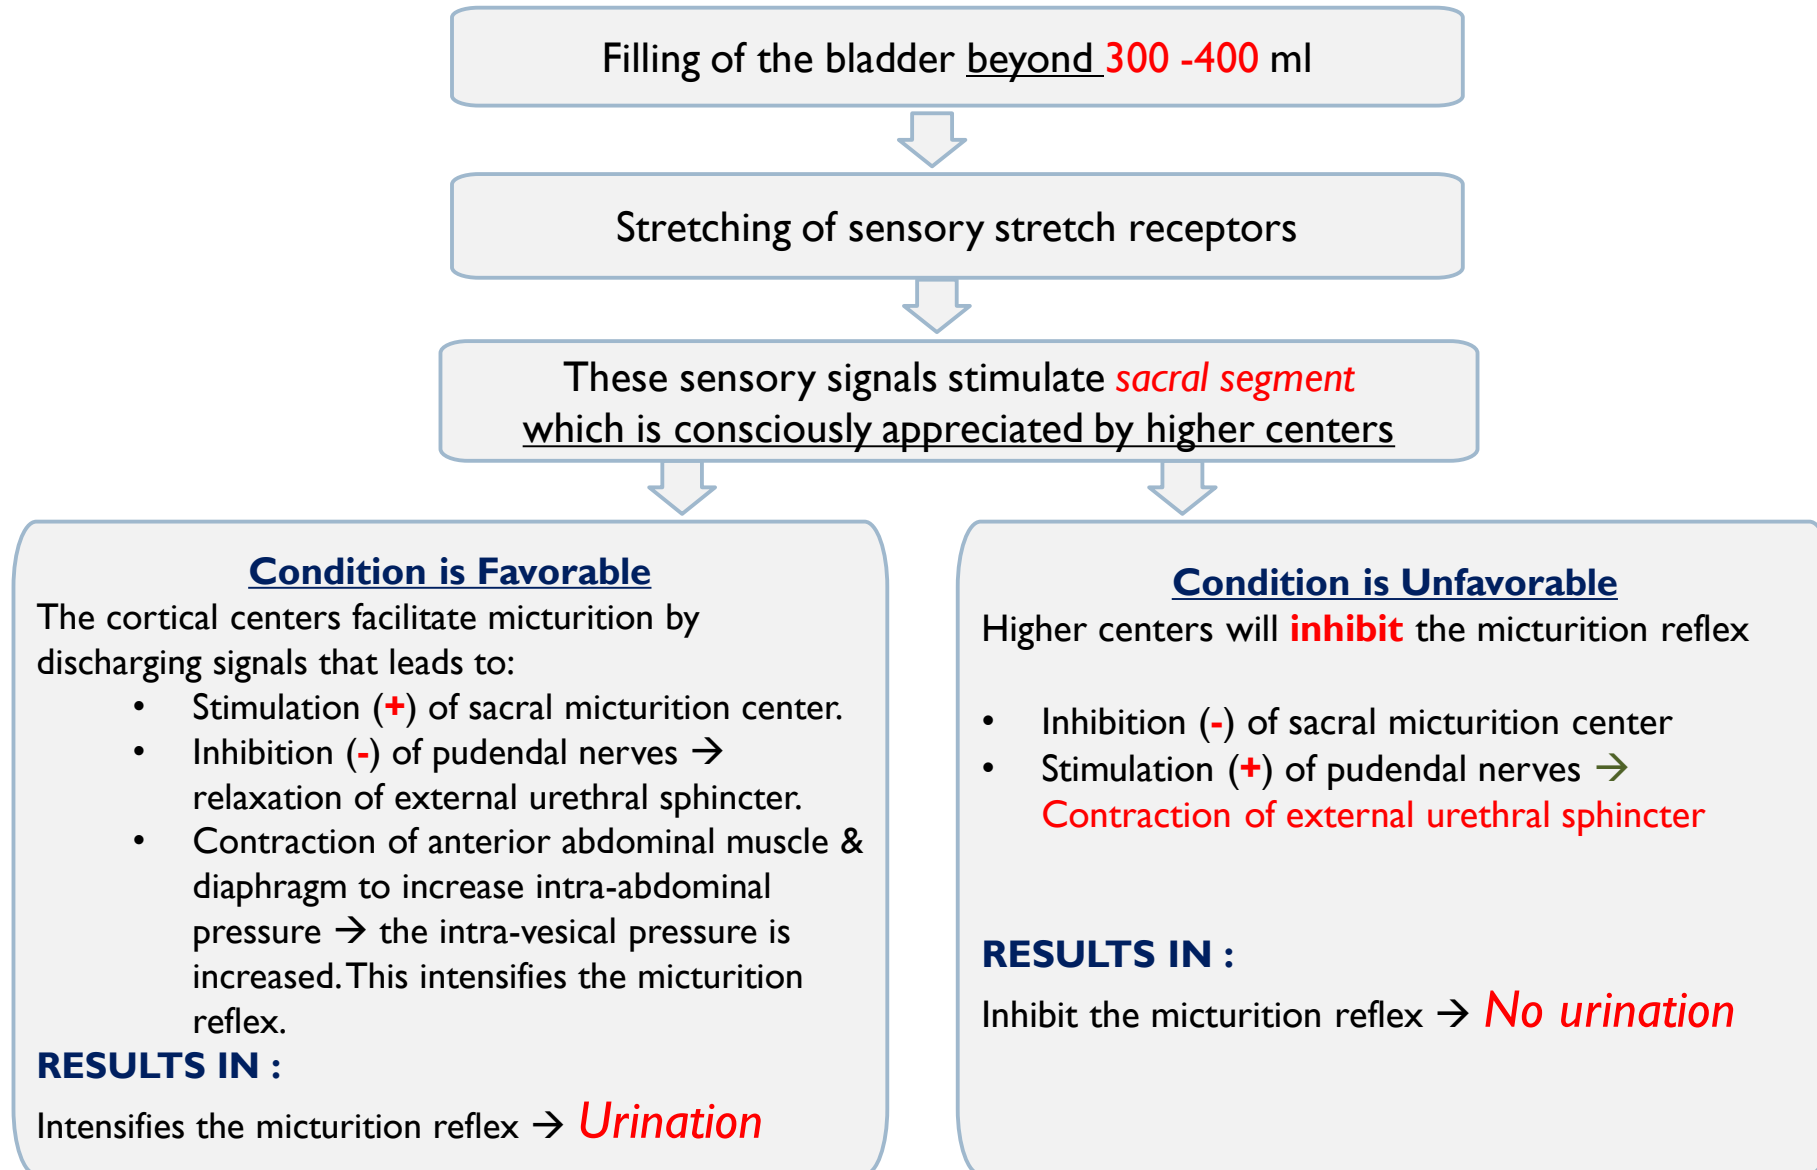 Filling of the bladder beyond 300 -400 ml
Stretching of sensory stretch receptors
These sensory signals stimulate sacral segment
which is consciously appreciated by higher centers
Condition is Favorable
The cortical centers facilitate micturition by
discharging signals that leads to:
• Stimulation (+) of sacral micturition center.
• Inhibition (-) of pudendal nerves →
relaxation of external urethral sphincter.
• Contraction of anterior abdominal muscle &
diaphragm to increase intra-abdominal
pressure → the intra-vesical pressure is
increased. This intensifies the micturition
reflex.
RESULTS IN :
Intensifies the micturition reflex → Urination
Condition is Unfavorable
Higher centers will inhibit the micturition reflex
• Inhibition (-) of sacral micturition center
• Stimulation (+) of pudendal nerves →
Contraction of external urethral sphincter
RESULTS IN :
Inhibit the micturition reflex → No urination